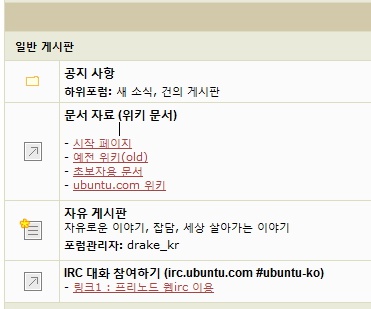 일반 게시판
공지 사항
하위포럼: 새 소식, 건의 게시판
문서 자료 (위키 문서)
- 시작 페이지
- 예전 위키(old)
- 초보자용 문서
- ubuntu.com 위키
자유 게시판
자유로운 이야기, 잡담, 세상 살아가는 이야기
포럼관리자: drake_kr
IRC 대화 참여하기 (irc.ubuntu.com #ubuntu-ko)
- 링크1 : 프리노드 웹irc 이용